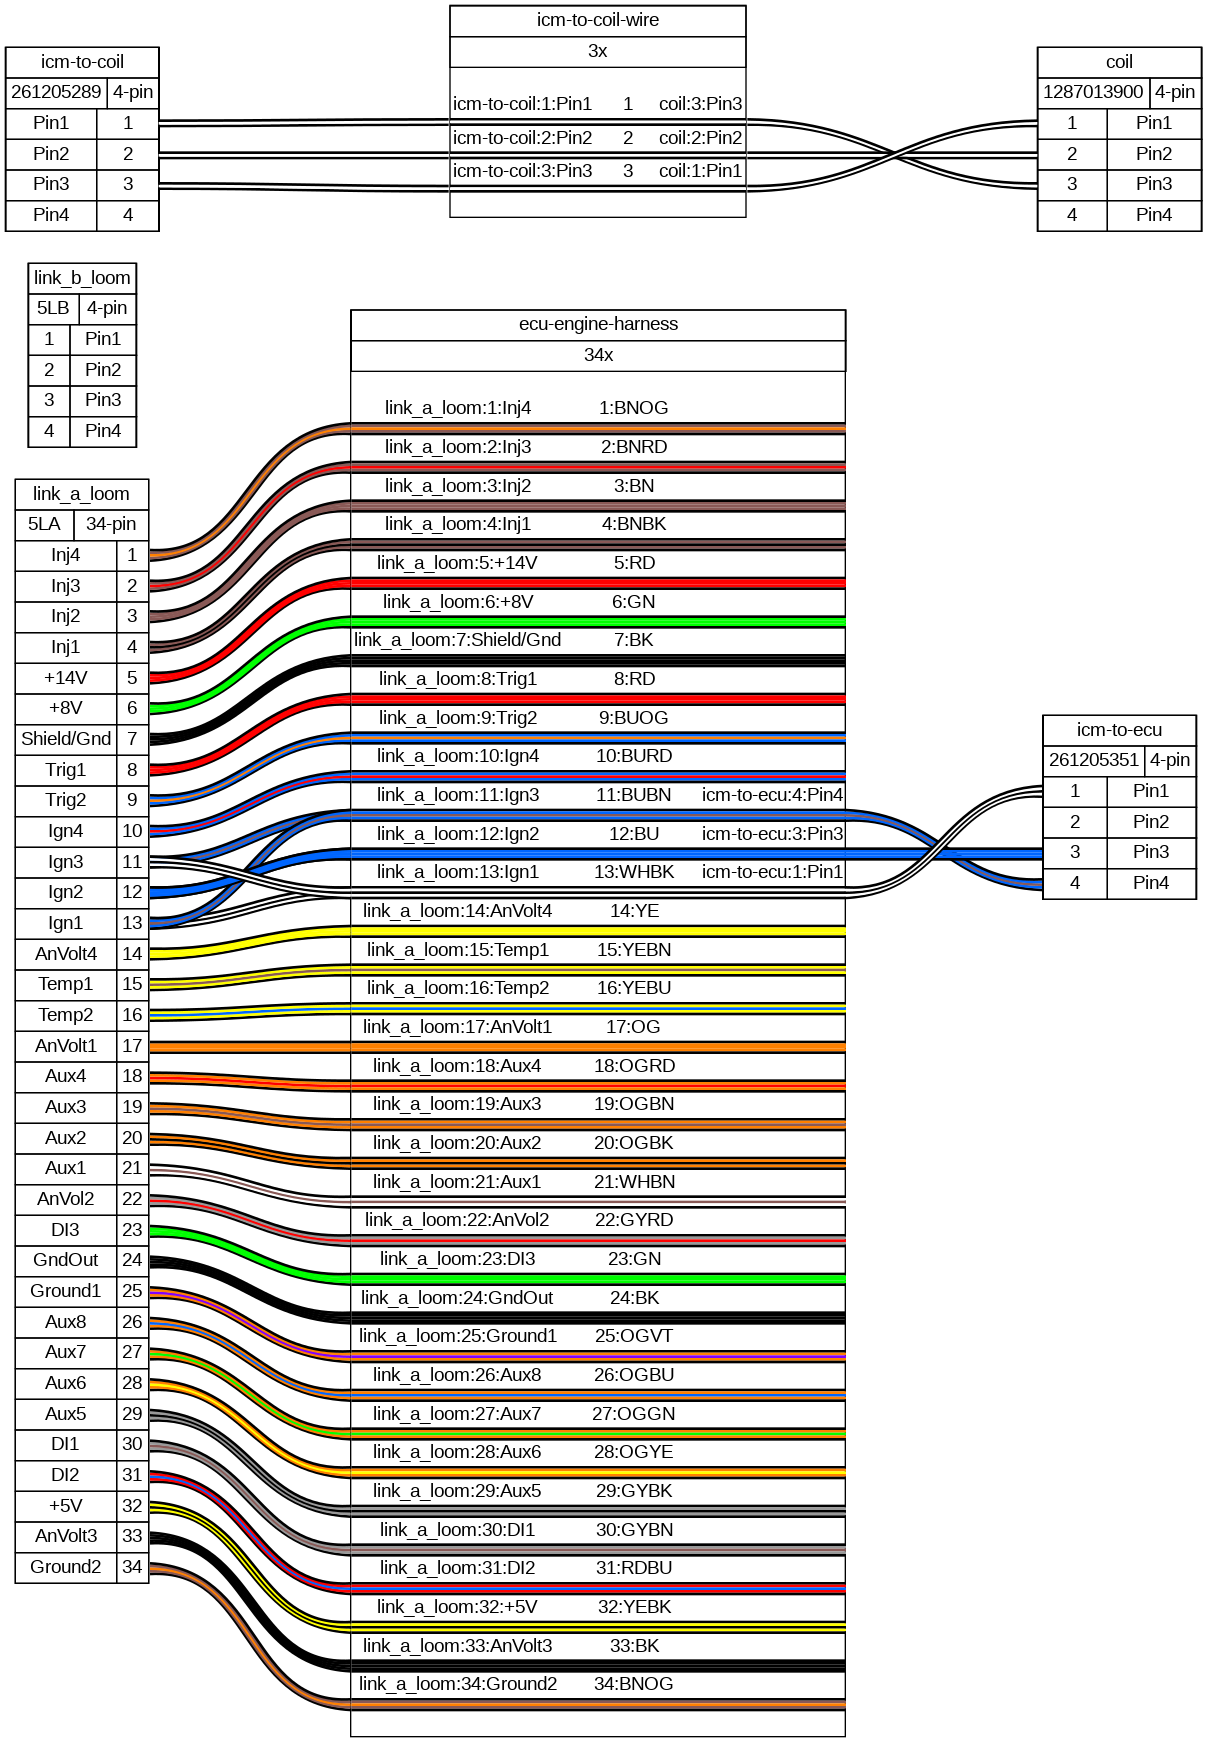 icm-to-coil-wire
3x
icm-to-coil:1:Pin1 1 coil:3:Pin3
icm-to-coil:2:Pin2 2 coil:2:Pin2
icm-to-coil:3:Pin3 3 coil:1:Pin1
icm-to-coil
261205289 4-pin
Pin1 1
Pin2 2
Pin3 3
Pin4 4
coil
1287013900 4-pin
1 Pin1
2 Pin2
3 Pin3
4 Pin4
link_b_loom
5LB 4-pin
1 Pin1
2 Pin2
3 Pin3
4 Pin4
link_a_loom
5LA 34-pin
Inj4 1
Inj3 2
Inj2 3
Inj1 4
+14V 5
+8V 6
Shield/Gnd 7
Trig1 8
Trig2 9
Ign4 10
Ign3 11
Ign2 12
Ign1 13
AnVolt4 14
Temp1 15
Temp2 16
AnVolt1 17
Aux4 18
Aux3 19
Aux2 20
Aux1 21
AnVol2 22
DI3 23
GndOut 24
Ground1 25
Aux8 26
Aux7 27
Aux6 28
Aux5 29
DI1 30
DI2 31
+5V 32
AnVolt3 33
Ground2 34
ecu-engine-harness
34x
link_a_loom:1:Inj4 1:BNOG
link_a_loom:2:Inj3 2:BNRD
link_a_loom:3:Inj2 3:BN
link_a_loom:4:Inj1 4:BNBK
link_a_loom:5:+14V 5:RD
link_a_loom:6:+8V 6:GN
link_a_loom:7:Shield/Gnd 7:BK
link_a_loom:8:Trig1 8:RD
link_a_loom:9:Trig2 9:BUOG
link_a_loom:10:Ign4 10:BURD
link_a_loom:11:Ign3 11:BUBN icm-to-ecu:4:Pin4
link_a_loom:12:Ign2 12:BU icm-to-ecu:3:Pin3
link_a_loom:13:Ign1 13:WHBK icm-to-ecu:1:Pin1
link_a_loom:14:AnVolt4 14:YE
link_a_loom:15:Temp1 15:YEBN
link_a_loom:16:Temp2 16:YEBU
link_a_loom:17:AnVolt1 17:OG
link_a_loom:18:Aux4 18:OGRD
link_a_loom:19:Aux3 19:OGBN
link_a_loom:20:Aux2 20:OGBK
link_a_loom:21:Aux1 21:WHBN
link_a_loom:22:AnVol2 22:GYRD
link_a_loom:23:DI3 23:GN
link_a_loom:24:GndOut 24:BK
link_a_loom:25:Ground1 25:OGVT
link_a_loom:26:Aux8 26:OGBU
link_a_loom:27:Aux7 27:OGGN
link_a_loom:28:Aux6 28:OGYE
link_a_loom:29:Aux5 29:GYBK
link_a_loom:30:DI1 30:GYBN
link_a_loom:31:DI2 31:RDBU
link_a_loom:32:+5V 32:YEBK
link_a_loom:33:AnVolt3 33:BK
link_a_loom:34:Ground2 34:BNOG
icm-to-ecu
261205351 4-pin
1 Pin1
2 Pin2
3 Pin3
4 Pin4